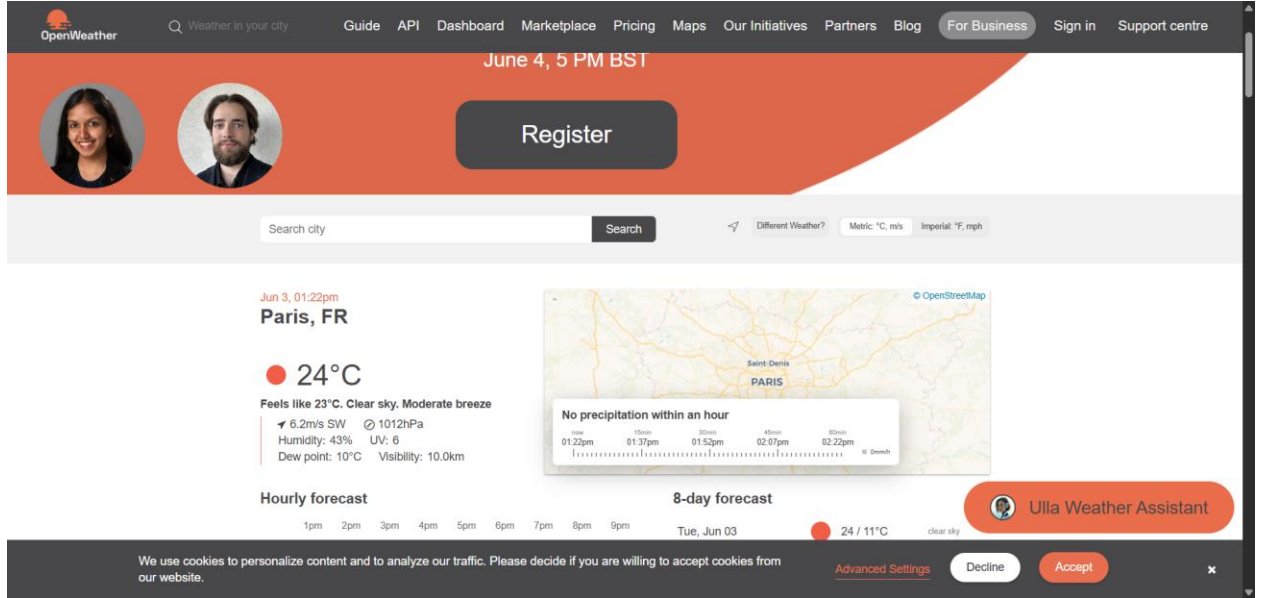 OpenWeather
Weather in your city
Guide API Dashboard Marketplace Pricing Maps Our Initiatives Partners Blog For Business Sign in Support centre
June 4, 5 PM BST
Register
Search city
Search
Different Weather? Metric: °C, m/s Imperial: °F, mph
Jun 3, 01:22pm
Paris, FR
24°C
Feels like 23°C. Clear sky. Moderate breeze
6.2m/s SW 1012hPa
Humidity: 43% UV: 6
Dew point: 10°C Visibility: 10.0km
© OpenStreetMap
Saint-Denis
PARIS
No precipitation within an hour
now 15min 30min 45min 60min
01:22pm 01:37pm 01:52pm 02:07pm 02:22pm
0mm/h
Hourly forecast
1pm 2pm 3pm 4pm 5pm 6pm 7pm 8pm 9pm
8-day forecast
Tue, Jun 03 24 / 11°C clear sky
Ulla Weather Assistant
We use cookies to personalize content and to analyze our traffic. Please decide if you are willing to accept cookies from
our website.
Advanced Settings
Decline
Accept
×